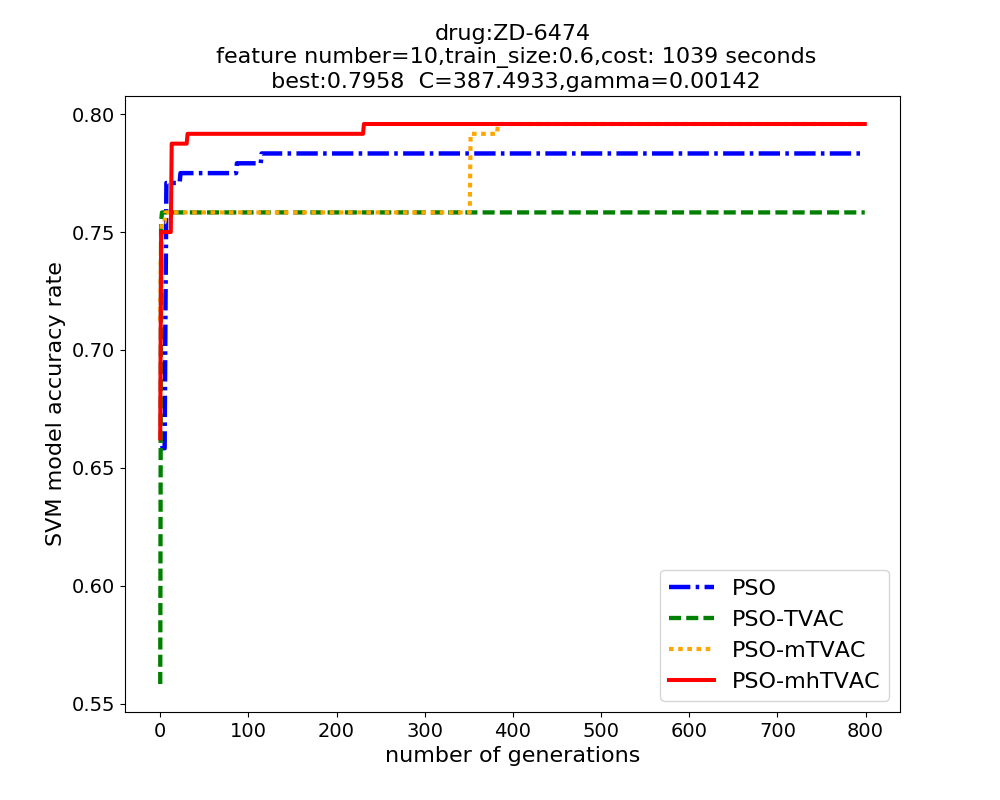 drug:ZD-6474
feature number=10,train_size:0.6,cost: 1039 seconds
best:0.7958  C=387.4933,gamma=0.00142
0.80
0.75
0.70
0.65
0.60
0.55
SVM model accuracy rate
PSO
PSO-TVAC
PSO-mTVAC
PSO-mhTVAC
0 100 200 300 400 500 600 700 800
number of generations